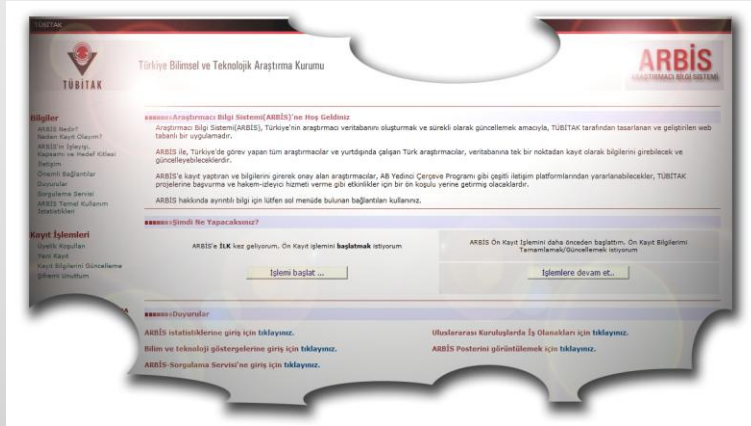 TÜBİTAK
TÜBİTAK
Türkiye Bilimsel ve Teknolojik Araştırma Kurumu
ARBİS
ARAŞTIRMACI BİLGİ SİSTEMİ
Bilgiler
ARBİS Nedir?
Neden Kayıt Olayım?
ARBİS'in İşleyişi,
Kapsamı ve Hedef Kitlesi
İletişim
Önemli Bağlantılar
Duyurular
Sorgulama Servisi
ARBİS Temel Kullanım
İstatistikleri
Kayıt İşlemleri
Üyelik Koşulları
Yeni Kayıt
Kayıt Bilgilerini Güncelleme
Şifremi Unuttum
Araştırmacı Bilgi Sistemi(ARBİS)'ne Hoş Geldiniz
Araştırmacı Bilgi Sistemi(ARBİS), Türkiye'nin araştırmacı veritabanını oluşturmak ve sürekli olarak güncellemek amacıyla, TÜBİTAK tarafından tasarlanan ve geliştirilen web
tabanlı bir uygulamadır.
ARBİS ile, Türkiye'de görev yapan tüm araştırmacılar ve yurtdışında çalışan Türk araştırmacılar, veritabanına tek bir noktadan kayıt olarak bilgilerini girebilecek ve
güncelleyebileceklerdir.
ARBİS'e kayıt yaptıran ve bilgilerini girerek onay alan araştırmacılar, AB Yedinci Çerçeve Programı gibi çeşitli iletişim platformlarından yararlanabilecekler, TÜBİTAK
projelerine başvurma ve hakem-izleyici hizmeti verme gibi etkinlikler için bir ön koşulu yerine getirmiş olacaklardır.
ARBİS hakkında ayrıntılı bilgi için lütfen sol menüde bulunan bağlantıları kullanınız.
Şimdi Ne Yapacaksınız?
ARBİS'e İLK kez geliyorum. Ön Kayıt işlemini başlatmak istiyorum
İşlemi başlat ...
ARBİS Ön Kayıt İşlemini daha önceden başlattım. Ön Kayıt Bilgilerimi
Tamamlamak/Güncellemek istiyorum
İşlemlere devam et..
Duyurular
ARBİS istatistiklerine giriş için tıklayınız.
Uluslararası Kuruluşlarda İş Olanakları için tıklayınız.
Bilim ve teknoloji göstergelerine giriş için tıklayınız.
ARBİS Posterini görüntülemek için tıklayınız.
ARBİS-Sorgulama Servisi'ne giriş için tıklayınız.